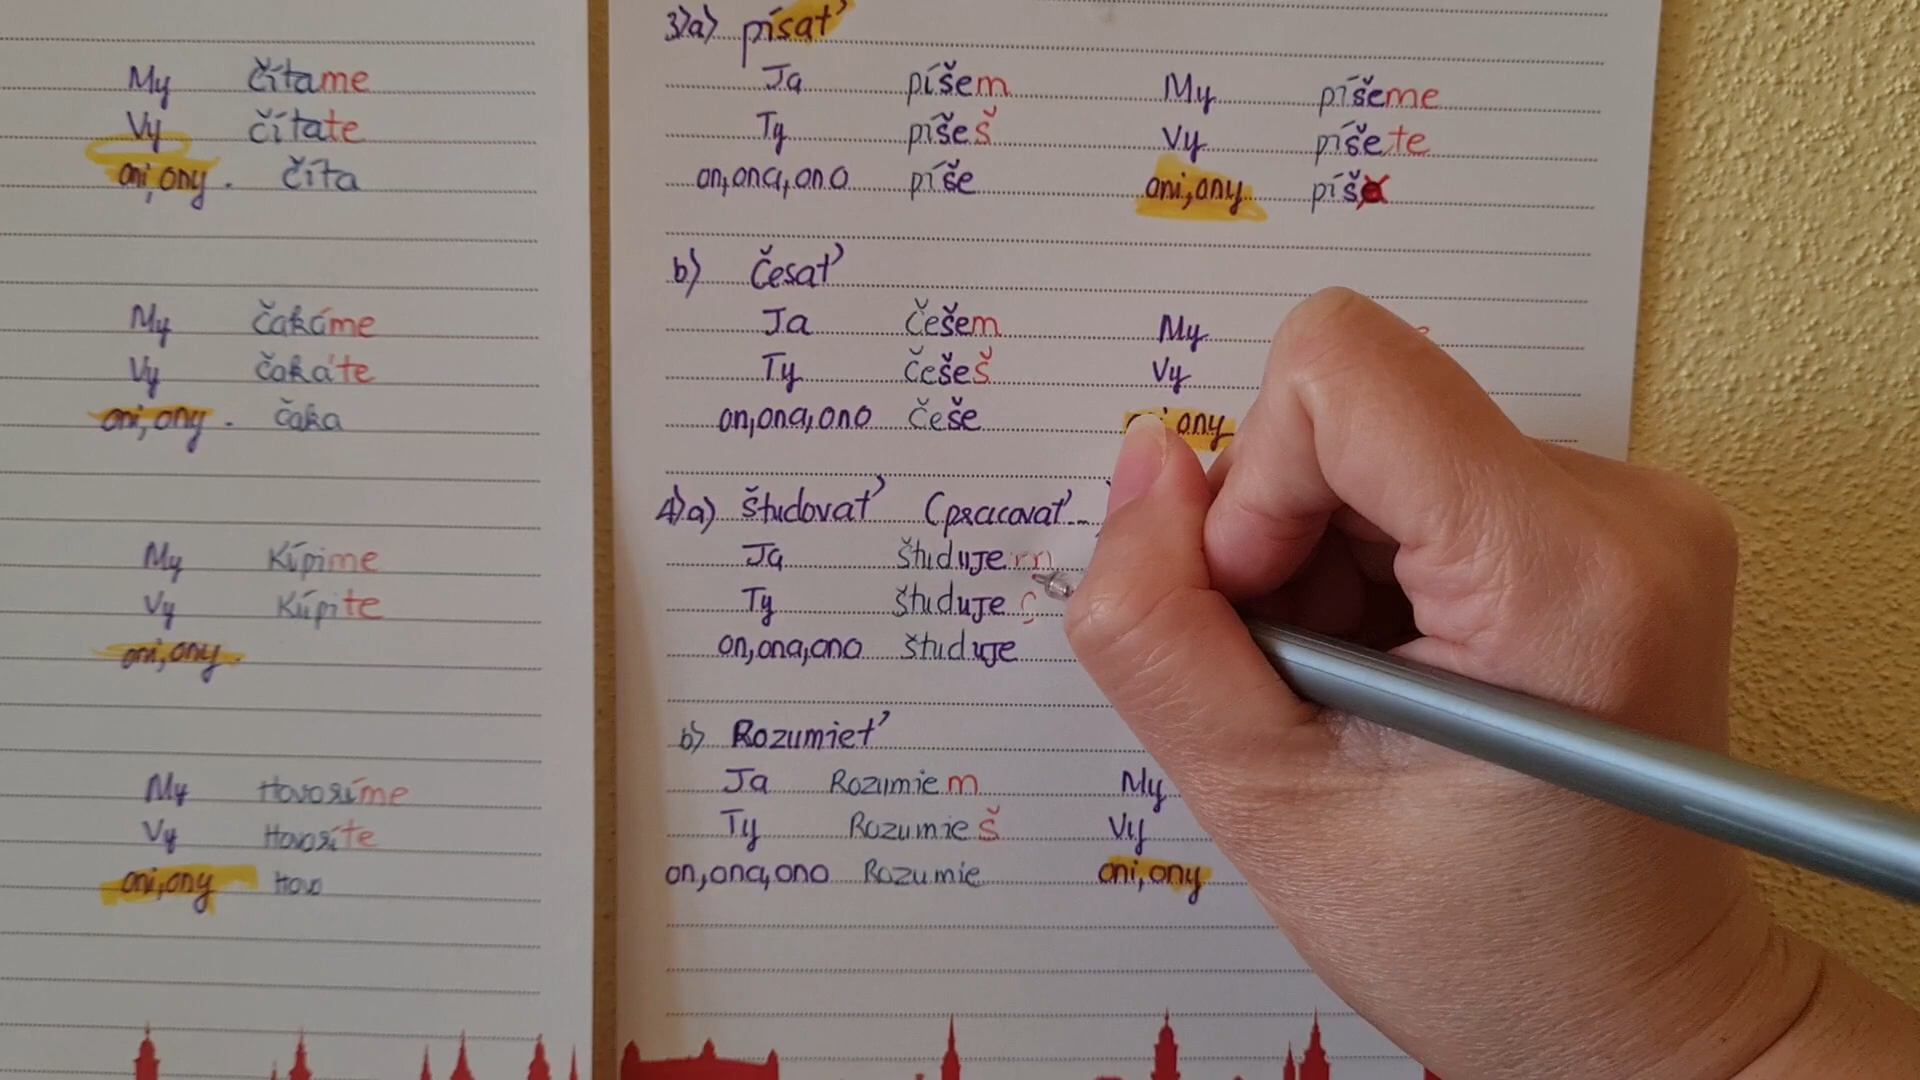 My čítame
Vy čítate
oni,ony. číta
My čakáme
Vy čakáte
oni,ony. čaka
My Kúpime
Vy Kúpite
oni,ony.
My Hovoríme
Vy Hovoríte
oni,ony Hovo
3)a) písať
Ja píšem My píšeme
Ty píšeš Vy píšete
on,ona,ono píše oni,ony píš
b) Česať
Ja Češem My
Ty Češeš Vy
on,ona,ono Češe ony
4)a) študovať (pracovať...
Ja študujem
Ty študuje
on,ona,ono študuje
b) Rozumieť
Ja Rozumiem My
Ty Rozumieš Vy
on,ona,ono Rozumie oni,ony